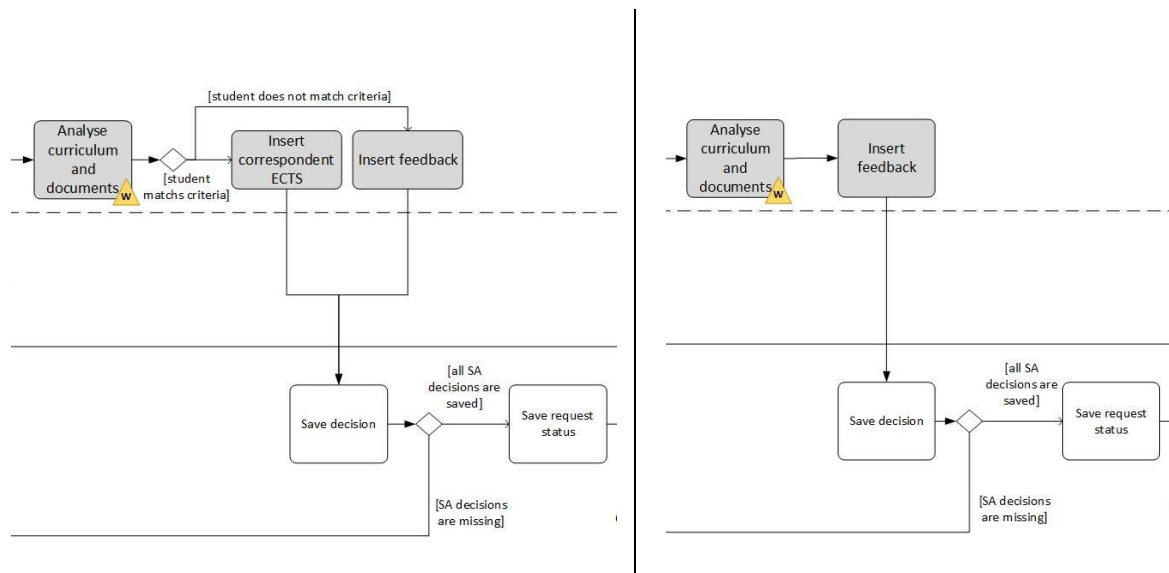 [student does not match criteria]
Analyse
curriculum
and
documents
W
[student
matchs criteria]
Insert
correspondent
ECTS
Insert feedback
Save decision
[all SA
decisions are
saved]
Save request
status
[SA decisions
are missing]
Analyse
curriculum
and
documents
W
Insert
feedback
Save decision
[all SA
decisions are
saved]
Save request
status
[SA decisions
are missing]